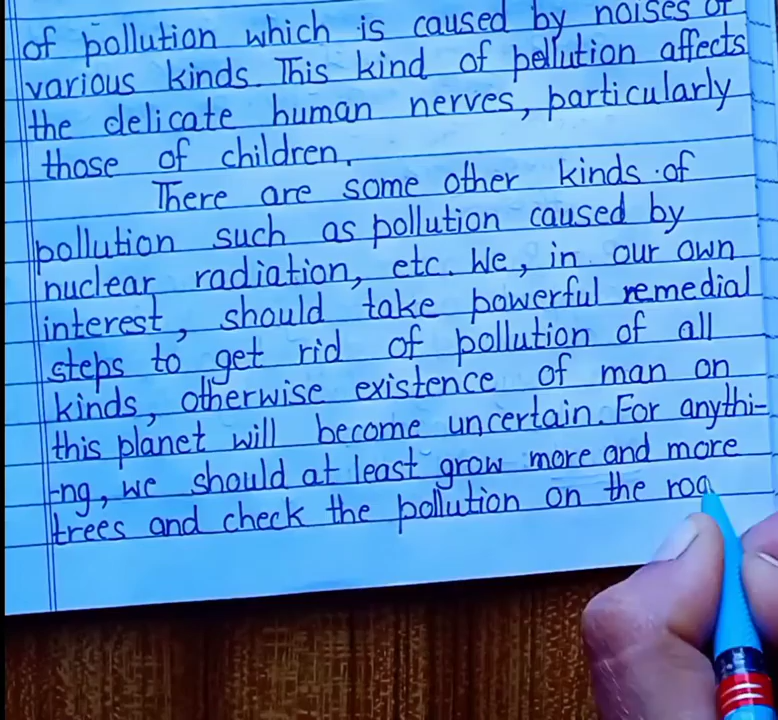 of pollution which is caused by noises of
various kinds. This kind of pollution affects
the delicate human nerves, particularly
those of children.
There are some other kinds of
pollution such as pollution caused by
nuclear radiation, etc. We, in our own
interest, should take powerful remedial
steps to get rid of pollution of all
kinds, otherwise existence of man on
this planet will become uncertain. For anythi-
-ng, we should at least grow more and more
trees and check the pollution on the roa